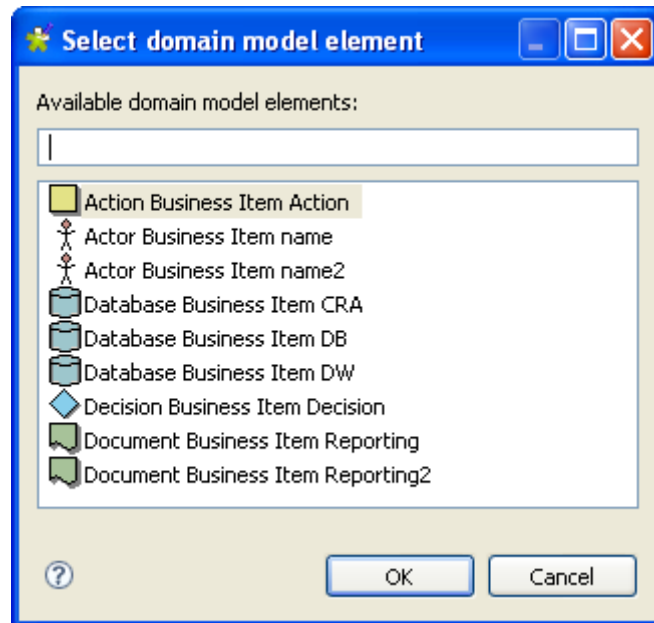 Select domain model element
Available domain model elements:
Action Business Item Action
Actor Business Item name
Actor Business Item name2
Database Business Item CRA
Database Business Item DB
Database Business Item DW
Decision Business Item Decision
Document Business Item Reporting
Document Business Item Reporting2
? OK Cancel